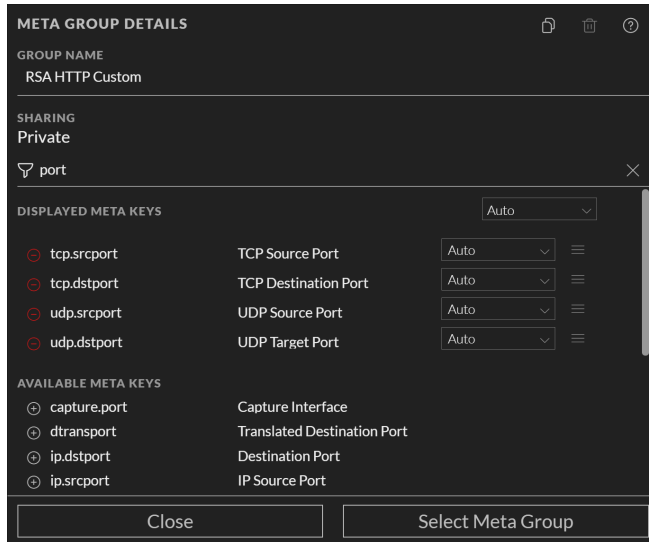 META GROUP DETAILS
GROUP NAME
RSA HTTP Custom
SHARING
Private
port
DISPLAYED META KEYS Auto
tcp.srcport TCP Source Port Auto
tcp.dstport TCP Destination Port Auto
udp.srcport UDP Source Port Auto
udp.dstport UDP Target Port Auto
AVAILABLE META KEYS
capture.port Capture Interface
dtransport Translated Destination Port
ip.dstport Destination Port
ip.srcport IP Source Port
Close Select Meta Group